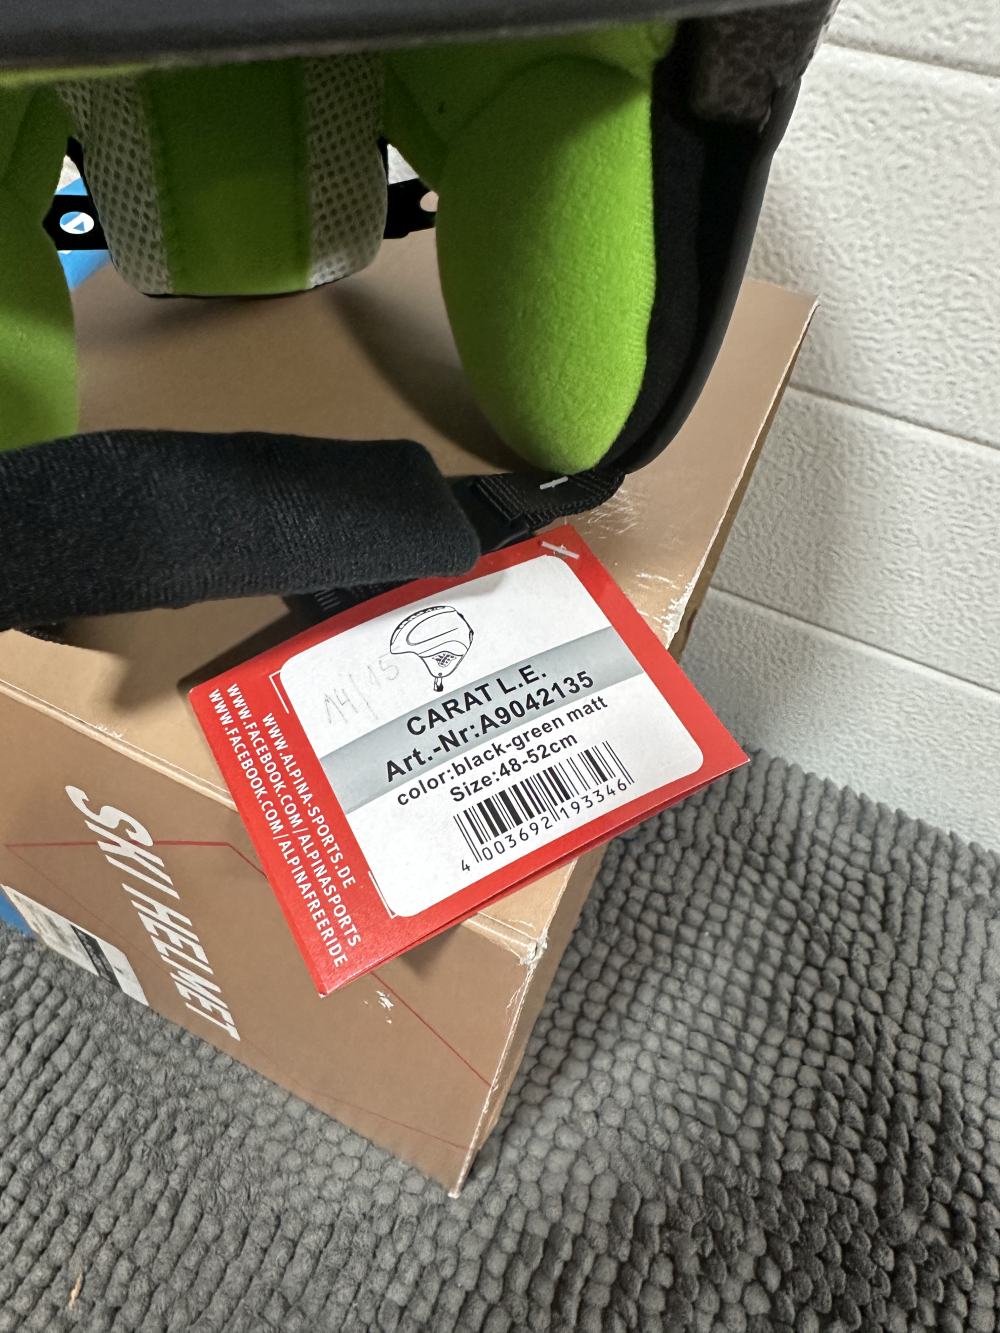 14/15
CARAT L.E.
Art.-Nr:A9042135
color:black-green matt
Size:48-52cm
4 003692 193346
WWW.ALPINA-SPORTS.DE
WWW.FACEBOOK.COM/ALPINASPORTS
WWW.FACEBOOK.COM/ALPINAFREERIDE
SKI HELMET